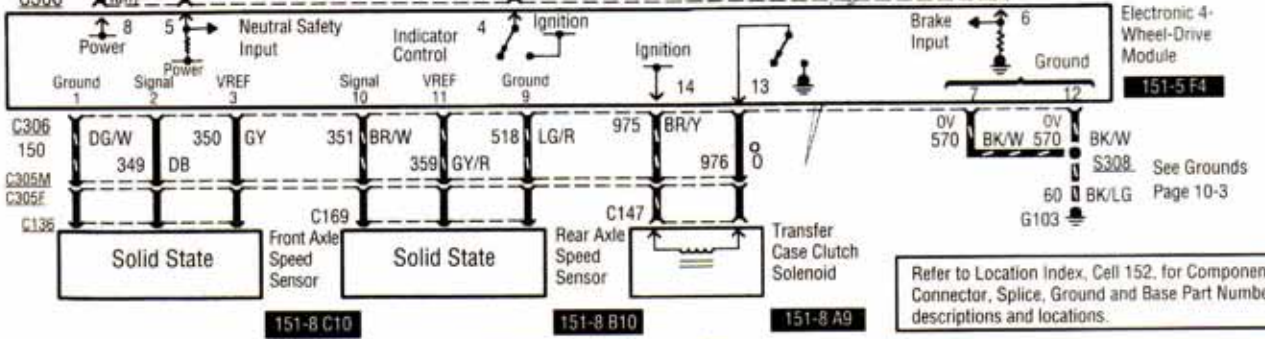 8 5 Neutral Safety Input
Power
Power
Indicator Control
4
Ignition
Ignition
14
13
Brake Input
6
Ground
Electronic 4-
Wheel-Drive
Module
151-5 F4
Ground Signal VREF Signal VREF Ground
1 2 3 10 11 9 7 12
C306
150
DG/W
349 DB
350 GY
351 BR/W
359 GY/R
518 LG/R
975 BR/Y
976 O
0V 0V
570 BK/W 570 BK/W
S308
See Grounds
Page 10-3
60 BK/LG
G103
C305M
C305F
C136
C169
C147
Solid State
Front Axle
Speed
Sensor
151-8 C10
Solid State
Rear Axle
Speed
Sensor
151-8 B10
Transfer
Case Clutch
Solenoid
151-8 A9
Refer to Location Index, Cell 152, for Componen
Connector, Splice, Ground and Base Part Numbe
descriptions and locations.